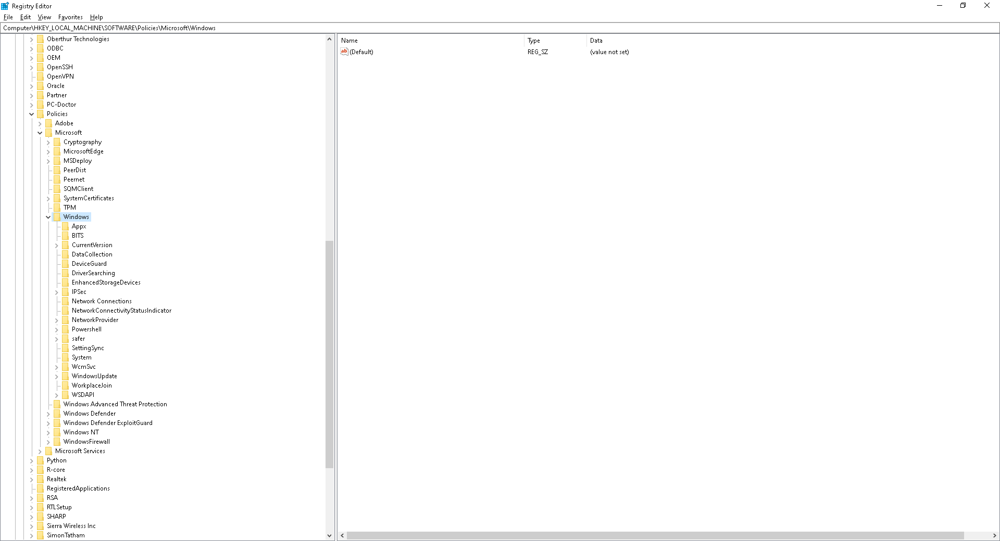 Registry Editor
File Edit View Favorites Help
Computer\HKEY_LOCAL_MACHINE\SOFTWARE\Policies\Microsoft\Windows
Oberthur Technologies
ODBC
OEM
OpenSSH
OpenVPN
Oracle
Partner
PC-Doctor
Policies
Adobe
Microsoft
Cryptography
MicrosoftEdge
MSDeploy
PeerDist
Peernet
SQMClient
SystemCertificates
TPM
Windows
Appx
BITS
CurrentVersion
DataCollection
DeviceGuard
DriverSearching
EnhancedStorageDevices
IPSec
Network Connections
NetworkConnectivityStatusIndicator
NetworkProvider
Powershell
safer
SettingSync
System
WcmSvc
WindowsUpdate
WorkplaceJoin
WSDAPI
Windows Advanced Threat Protection
Windows Defender
Windows Defender ExploitGuard
Windows NT
WindowsFirewall
Microsoft Services
Python
R-core
Realtek
RegisteredApplications
RSA
RTLSetup
SHARP
Sierra Wireless Inc
SimonTatham
Name Type Data
ab (Default) REG_SZ (value not set)